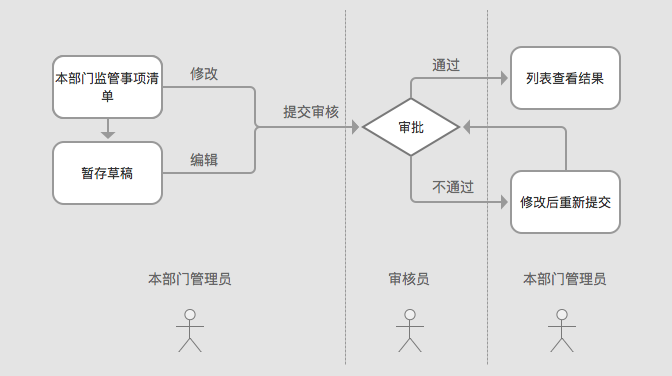 本部门监管事项清
单
修改
提交审核
暂存草稿
编辑
审批
通过
列表查看结果
不通过
修改后重新提交
本部门管理员
审核员
本部门管理员